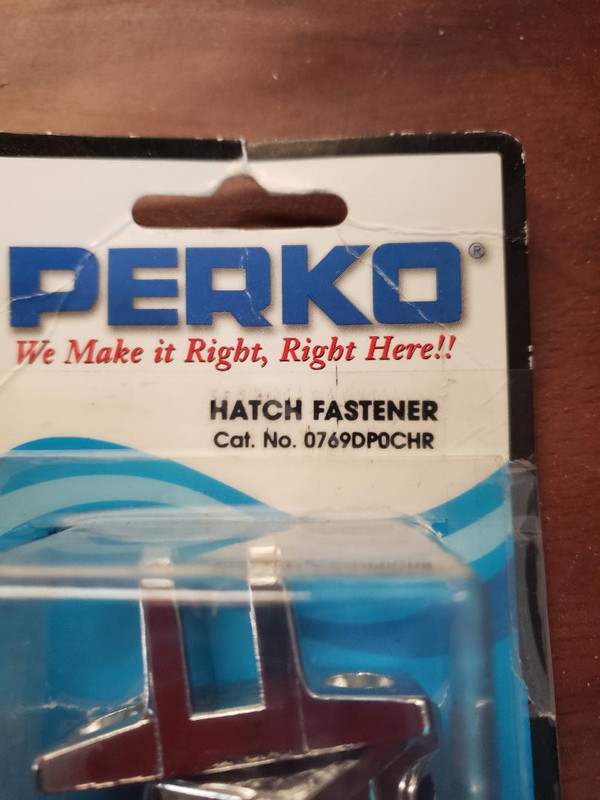 PERKO®
We Make it Right, Right Here!!
HATCH FASTENER
Cat. No. 0769DP0CHR